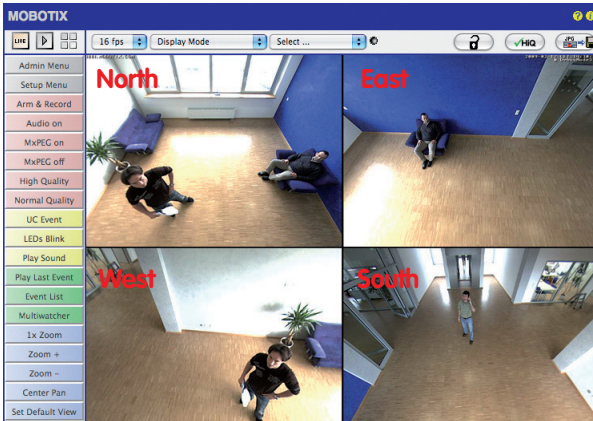 MOBOTIX
LIVE
16 fps
Display Mode
Select ...
HiQ
JPG
Admin Menu
Setup Menu
Arm & Record
Audio on
MxPEG on
MxPEG off
High Quality
Normal Quality
UC Event
LEDs Blink
Play Sound
Play Last Event
Event List
Multiwatcher
1x Zoom
Zoom +
Zoom –
Center Pan
Set Default View
North
East
West
South